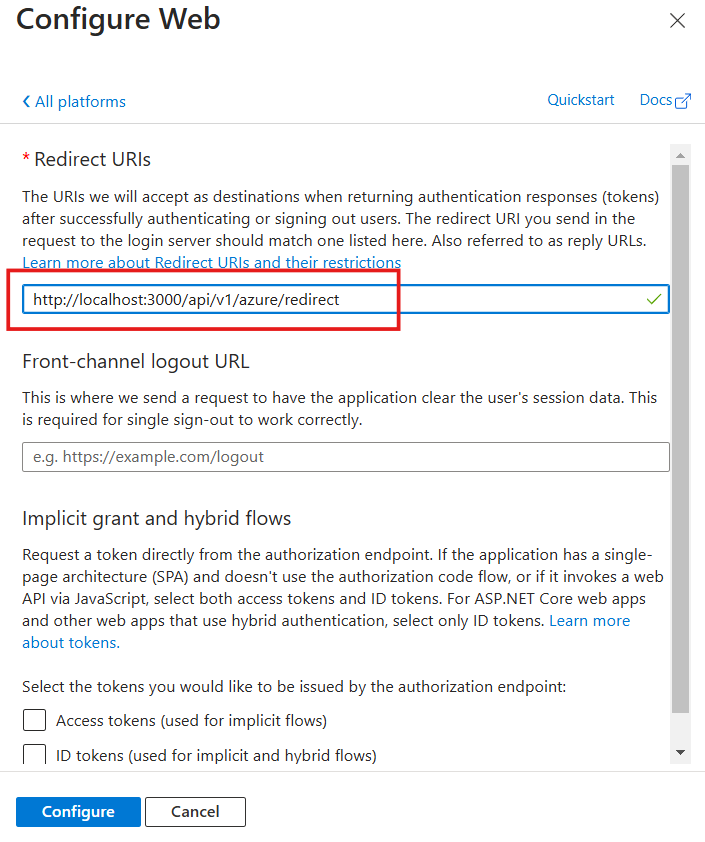 Configure Web
All platforms
Quickstart
Docs
* Redirect URIs
The URIs we will accept as destinations when returning authentication responses (tokens)
after successfully authenticating or signing out users. The redirect URI you send in the
request to the login server should match one listed here. Also referred to as reply URLs.
Learn more about Redirect URIs and their restrictions
http://localhost:3000/api/v1/azure/redirect
Front-channel logout URL
This is where we send a request to have the application clear the user's session data. This
is required for single sign-out to work correctly.
e.g. https://example.com/logout
Implicit grant and hybrid flows
Request a token directly from the authorization endpoint. If the application has a single-
page architecture (SPA) and doesn't use the authorization code flow, or if it invokes a web
API via JavaScript, select both access tokens and ID tokens. For ASP.NET Core web apps
and other web apps that use hybrid authentication, select only ID tokens. Learn more
about tokens.
Select the tokens you would like to be issued by the authorization endpoint:
Access tokens (used for implicit flows)
ID tokens (used for implicit and hybrid flows)
Configure
Cancel